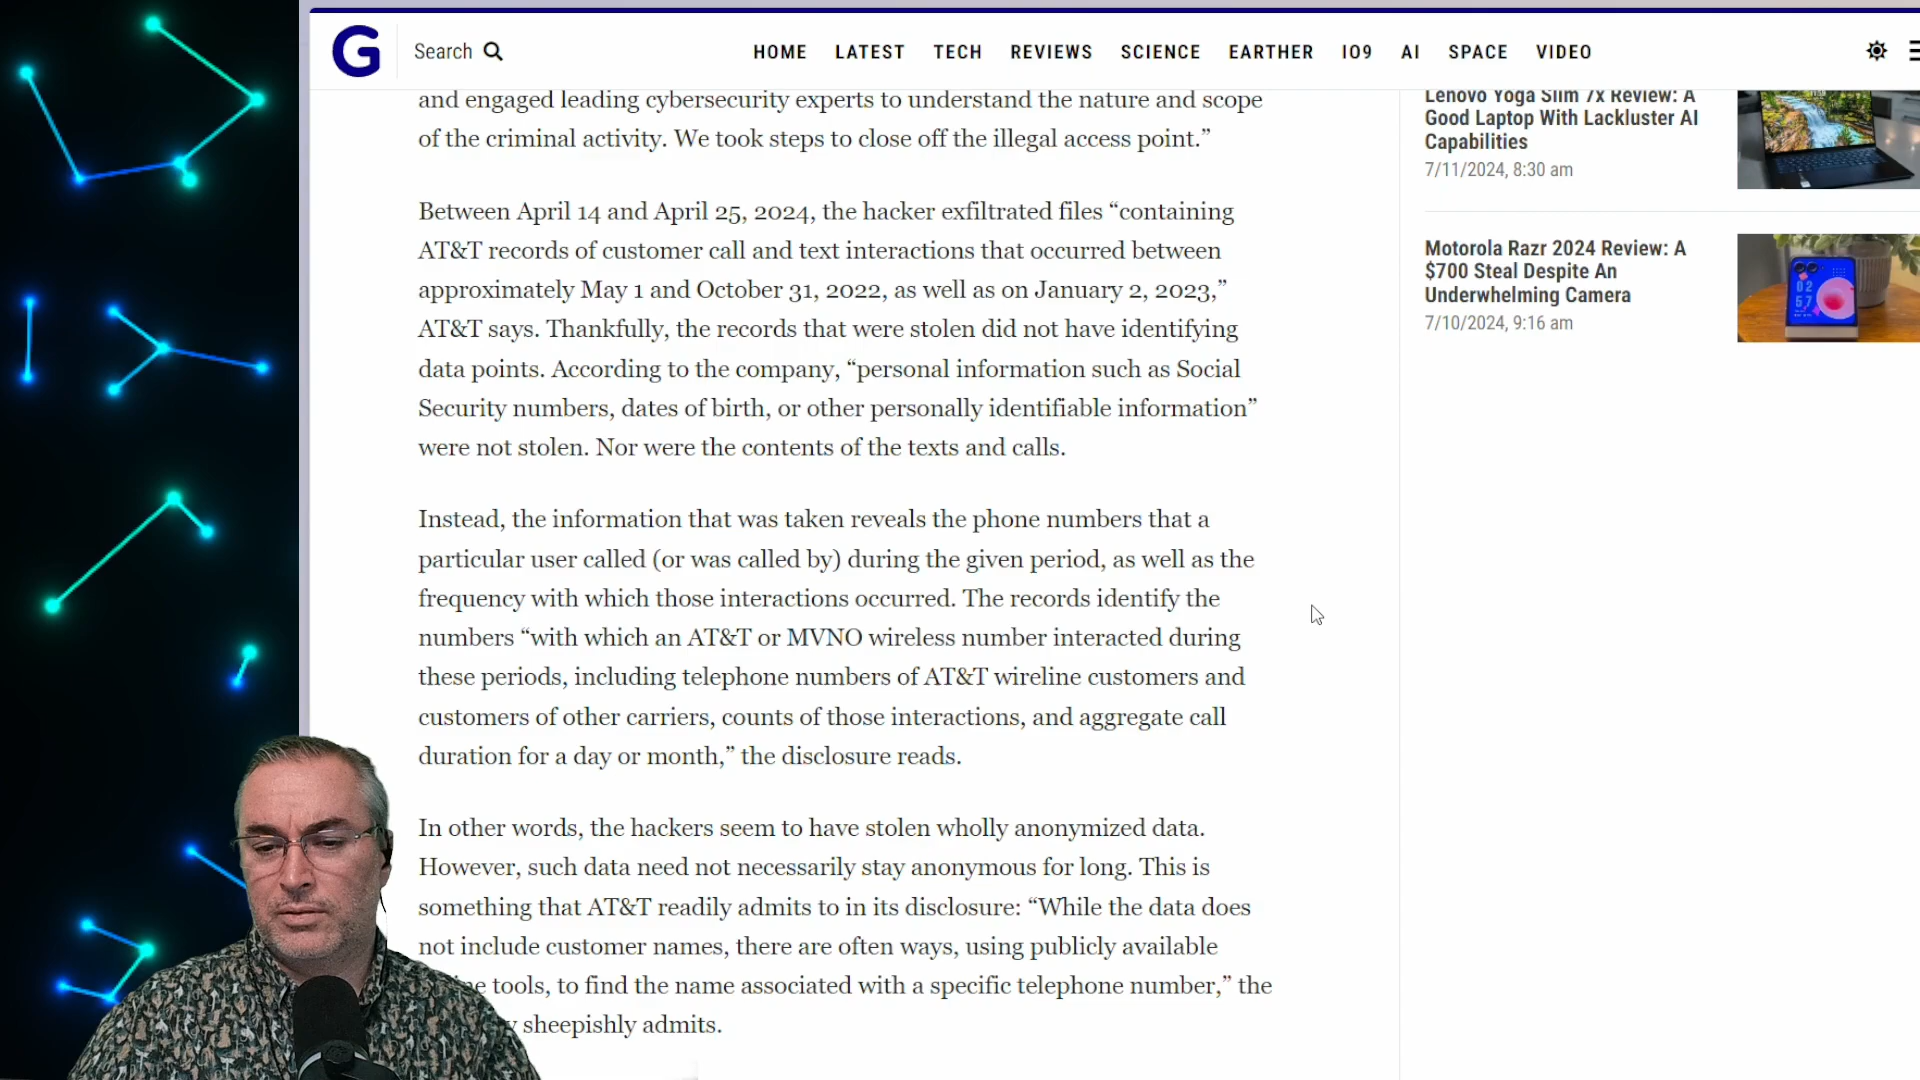 G
Search
HOME LATEST TECH REVIEWS SCIENCE EARTHER IO9 AI SPACE VIDEO
and engaged leading cybersecurity experts to understand the nature and scope
of the criminal activity. We took steps to close off the illegal access point.”
Between April 14 and April 25, 2024, the hacker exfiltrated files “containing
AT&T records of customer call and text interactions that occurred between
approximately May 1 and October 31, 2022, as well as on January 2, 2023,”
AT&T says. Thankfully, the records that were stolen did not have identifying
data points. According to the company, “personal information such as Social
Security numbers, dates of birth, or other personally identifiable information”
were not stolen. Nor were the contents of the texts and calls.
Instead, the information that was taken reveals the phone numbers that a
particular user called (or was called by) during the given period, as well as the
frequency with which those interactions occurred. The records identify the
numbers “with which an AT&T or MVNO wireless number interacted during
these periods, including telephone numbers of AT&T wireline customers and
customers of other carriers, counts of those interactions, and aggregate call
duration for a day or month,” the disclosure reads.
In other words, the hackers seem to have stolen wholly anonymized data.
However, such data need not necessarily stay anonymous for long. This is
something that AT&T readily admits to in its disclosure: “While the data does
not include customer names, there are often ways, using publicly available
tools, to find the name associated with a specific telephone number,” the
sheepishly admits.
Lenovo Yoga Slim 7x Review: A
Good Laptop With Lackluster AI
Capabilities
7/11/2024, 8:30 am
Motorola Razr 2024 Review: A
$700 Steal Despite An
Underwhelming Camera
7/10/2024, 9:16 am